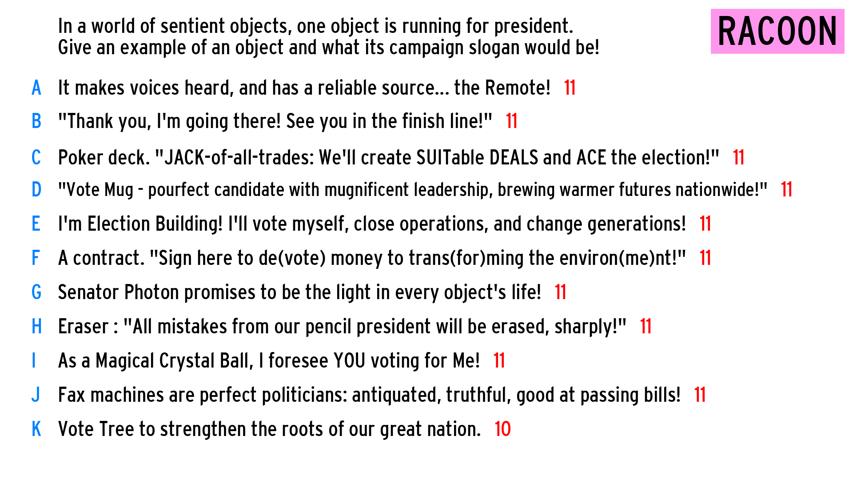 In a world of sentient objects, one object is running for president.
Give an example of an object and what its campaign slogan would be!
RACOON
A It makes voices heard, and has a reliable source... the Remote! 11
B "Thank you, I'm going there! See you in the finish line!" 11
C Poker deck. "JACK-of-all-trades: We'll create SUITable DEALS and ACE the election!" 11
D "Vote Mug - pourfect candidate with mugnificent leadership, brewing warmer futures nationwide!" 11
E I'm Election Building! I'll vote myself, close operations, and change generations! 11
F A contract. "Sign here to de(vote) money to trans(for)ming the environ(me)nt!" 11
G Senator Photon promises to be the light in every object's life! 11
H Eraser : "All mistakes from our pencil president will be erased, sharply!" 11
I As a Magical Crystal Ball, I foresee YOU voting for Me! 11
J Fax machines are perfect politicians: antiquated, truthful, good at passing bills! 11
K Vote Tree to strengthen the roots of our great nation. 10